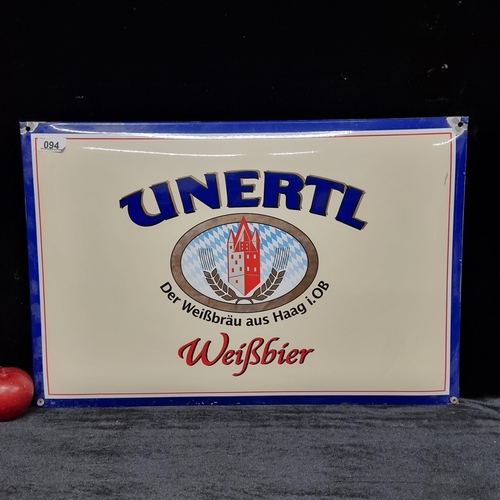 094
UNERTL
Der Weißbräu aus Haag i. OB
Weißbier